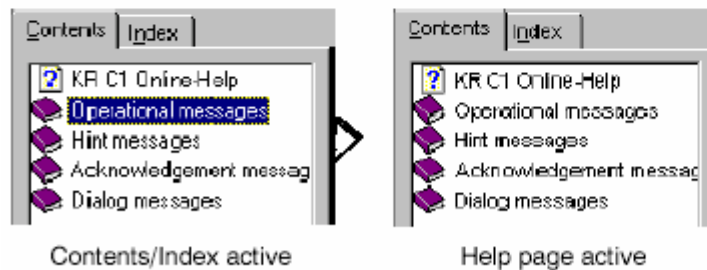 Contents Index
KR C1 Online-Help
Operational messages
Hint messages
Acknowledgement messag
Dialog messages
Contents/Index active
Contents Index
KR C1 Online-Help
Operational messages
Hint messages
Acknowledgement messag
Dialog messages
Help page active